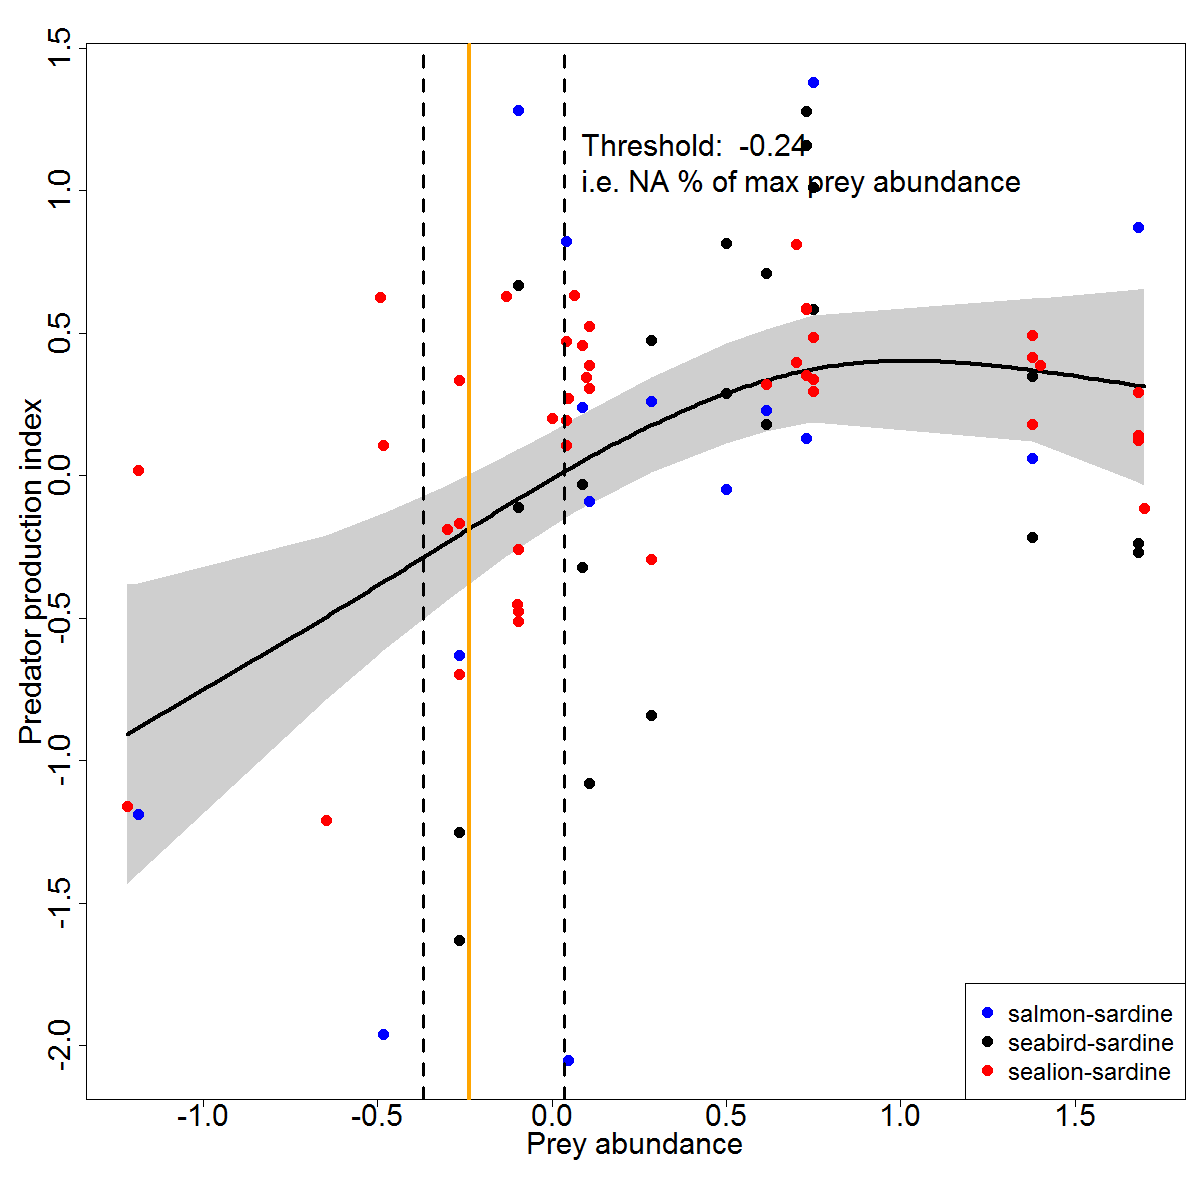 1.5
1.0
0.5
0.0
-0.5
-1.0
-1.5
-2.0
Predator production index
Threshold:  -0.24
i.e. NA % of max prey abundance
salmon-sardine
seabird-sardine
sealion-sardine
-1.0 -0.5 0.0 0.5 1.0 1.5
Prey abundance